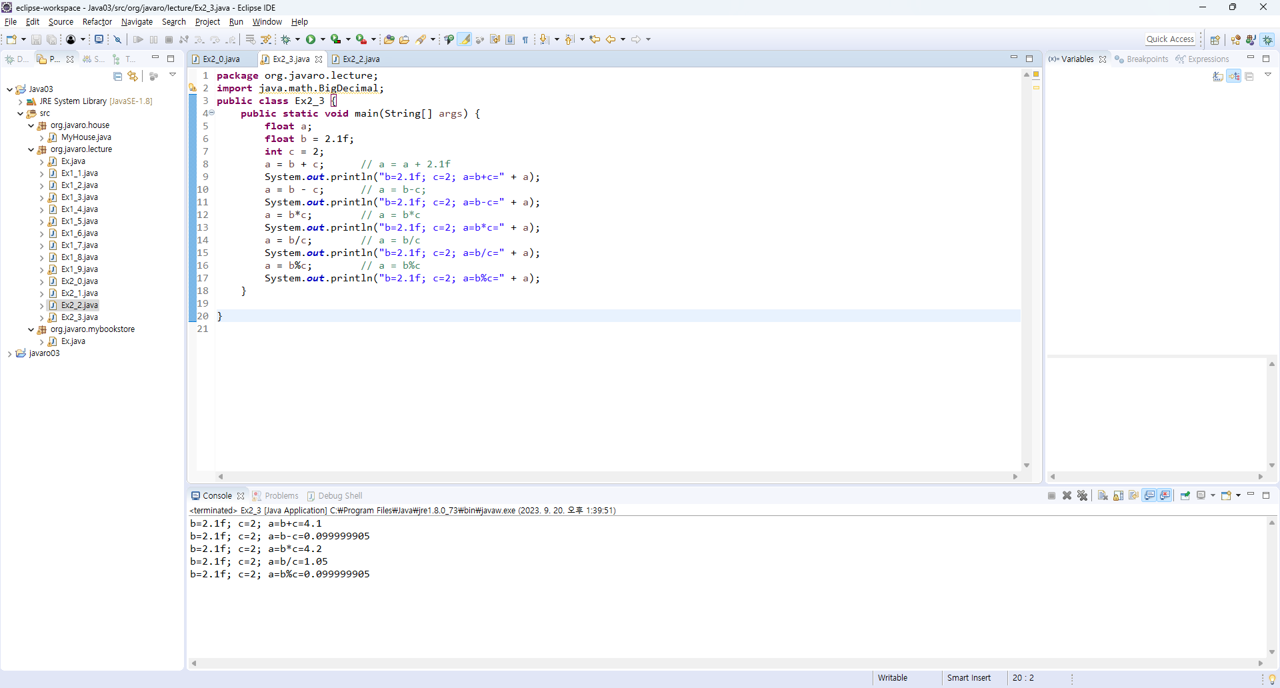 eclipse-workspace - Java03/src/org/javaro/lecture/Ex2_3.java - Eclipse IDE
File Edit Source Refactor Navigate Search Project Run Window Help
Quick Access
D... P... S... T...
Ex2_0.java Ex2_3.java Ex2_2.java
Variables Breakpoints Expressions
Java03
JRE System Library [JavaSE-1.8]
src
org.javaro.house
MyHouse.java
org.javaro.lecture
Ex.java
Ex1_1.java
Ex1_2.java
Ex1_3.java
Ex1_4.java
Ex1_5.java
Ex1_6.java
Ex1_7.java
Ex1_8.java
Ex1_9.java
Ex2_0.java
Ex2_1.java
Ex2_2.java
Ex2_3.java
org.javaro.mybookstore
Ex.java
javaro03
1 package org.javaro.lecture;
2 import java.math.BigDecimal;
3 public class Ex2_3 {
4 public static void main(String[] args) {
5 float a;
6 float b = 2.1f;
7 int c = 2;
8 a = b + c; // a = a + 2.1f
9 System.out.println("b=2.1f; c=2; a=b+c=" + a);
10 a = b - c; // a = b-c;
11 System.out.println("b=2.1f; c=2; a=b-c=" + a);
12 a = b*c; // a = b*c
13 System.out.println("b=2.1f; c=2; a=b*c=" + a);
14 a = b/c; // a = b/c
15 System.out.println("b=2.1f; c=2; a=b/c=" + a);
16 a = b%c; // a = b%c
17 System.out.println("b=2.1f; c=2; a=b%c=" + a);
18 }
19
20 }
21
Console Problems Debug Shell
<terminated> Ex2_3 [Java Application] C:₩Program Files₩Java₩jre1.8.0_73₩bin₩javaw.exe (2023. 9. 20. 오후 1:39:51)
b=2.1f; c=2; a=b+c=4.1
b=2.1f; c=2; a=b-c=0.099999905
b=2.1f; c=2; a=b*c=4.2
b=2.1f; c=2; a=b/c=1.05
b=2.1f; c=2; a=b%c=0.099999905
Writable Smart Insert 20 : 2